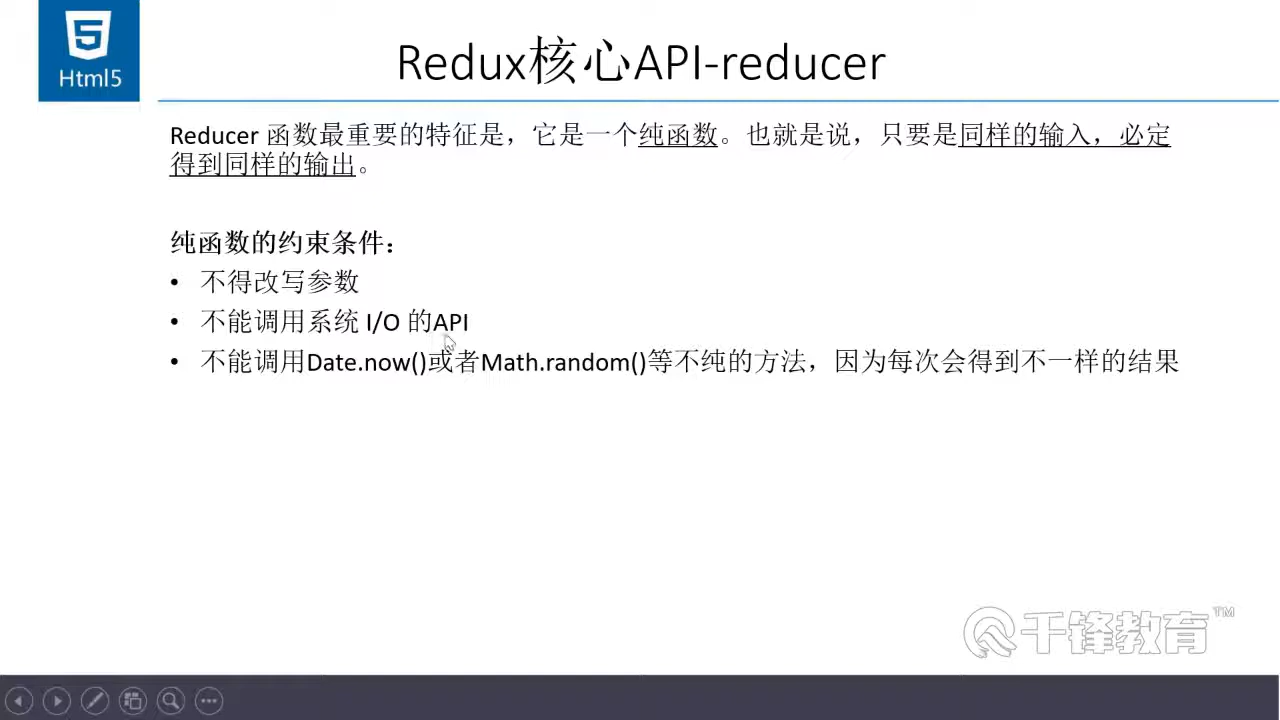 Html5
Redux核心API-reducer
Reducer 函数最重要的特征是，它是一个纯函数。也就是说，只要是同样的输入，必定
得到同样的输出。
纯函数的约束条件：
• 不得改写参数
• 不能调用系统 I/O 的API
• 不能调用Date.now()或者Math.random()等不纯的方法，因为每次会得到不一样的结果
千锋教育™